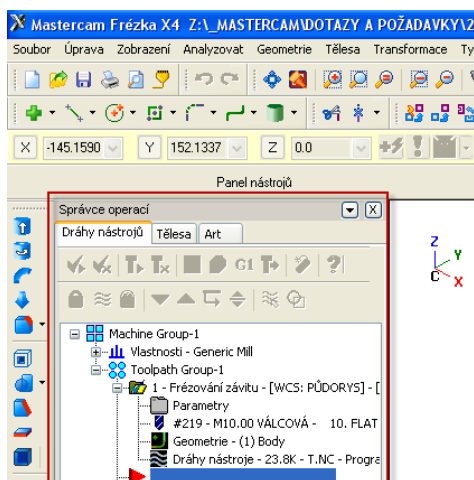 Mastercam Frézka X4 Z:\_MASTERCAM\DOTAZY A POŽADAVKY\2
Soubor Úprava Zobrazení Analyzovat Geometrie Tělesa Transformace Ty
X -145.1590 Y 152.1337 Z 0.0
Panel nástrojů
Správce operací
Dráhy nástrojů Tělesa Art
G1
Machine Group-1
Vlastnosti - Generic Mill
Toolpath Group-1
1 - Frézování závitu - [WCS: PŮDORYS] - [
Parametry
#219 - M10.00 VÁLCOVÁ - 10. FLAT
Geometrie - (1) Body
Dráhy nástroje - 23.8K - T.NC - Progra
Z
Y
C
X